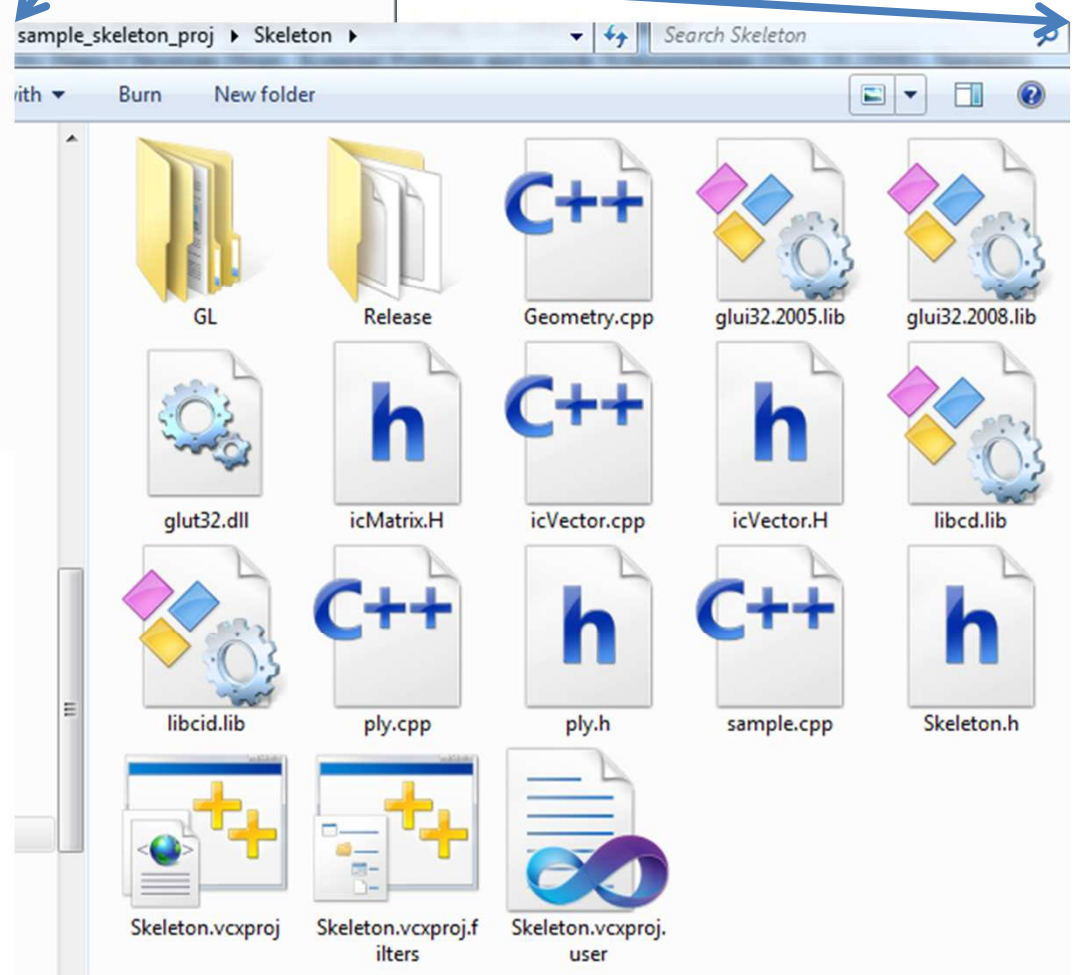 sample_skeleton_proj Skeleton Search Skeleton
with Burn New folder
C++
GL Release Geometry.cpp glui32.2005.lib glui32.2008.lib
h C++ h
glut32.dll icMatrix.H icVector.cpp icVector.H libcd.lib
C++ h C++ h
libcid.lib ply.cpp ply.h sample.cpp Skeleton.h
Skeleton.vcxproj Skeleton.vcxproj.f Skeleton.vcxproj.
ilters user